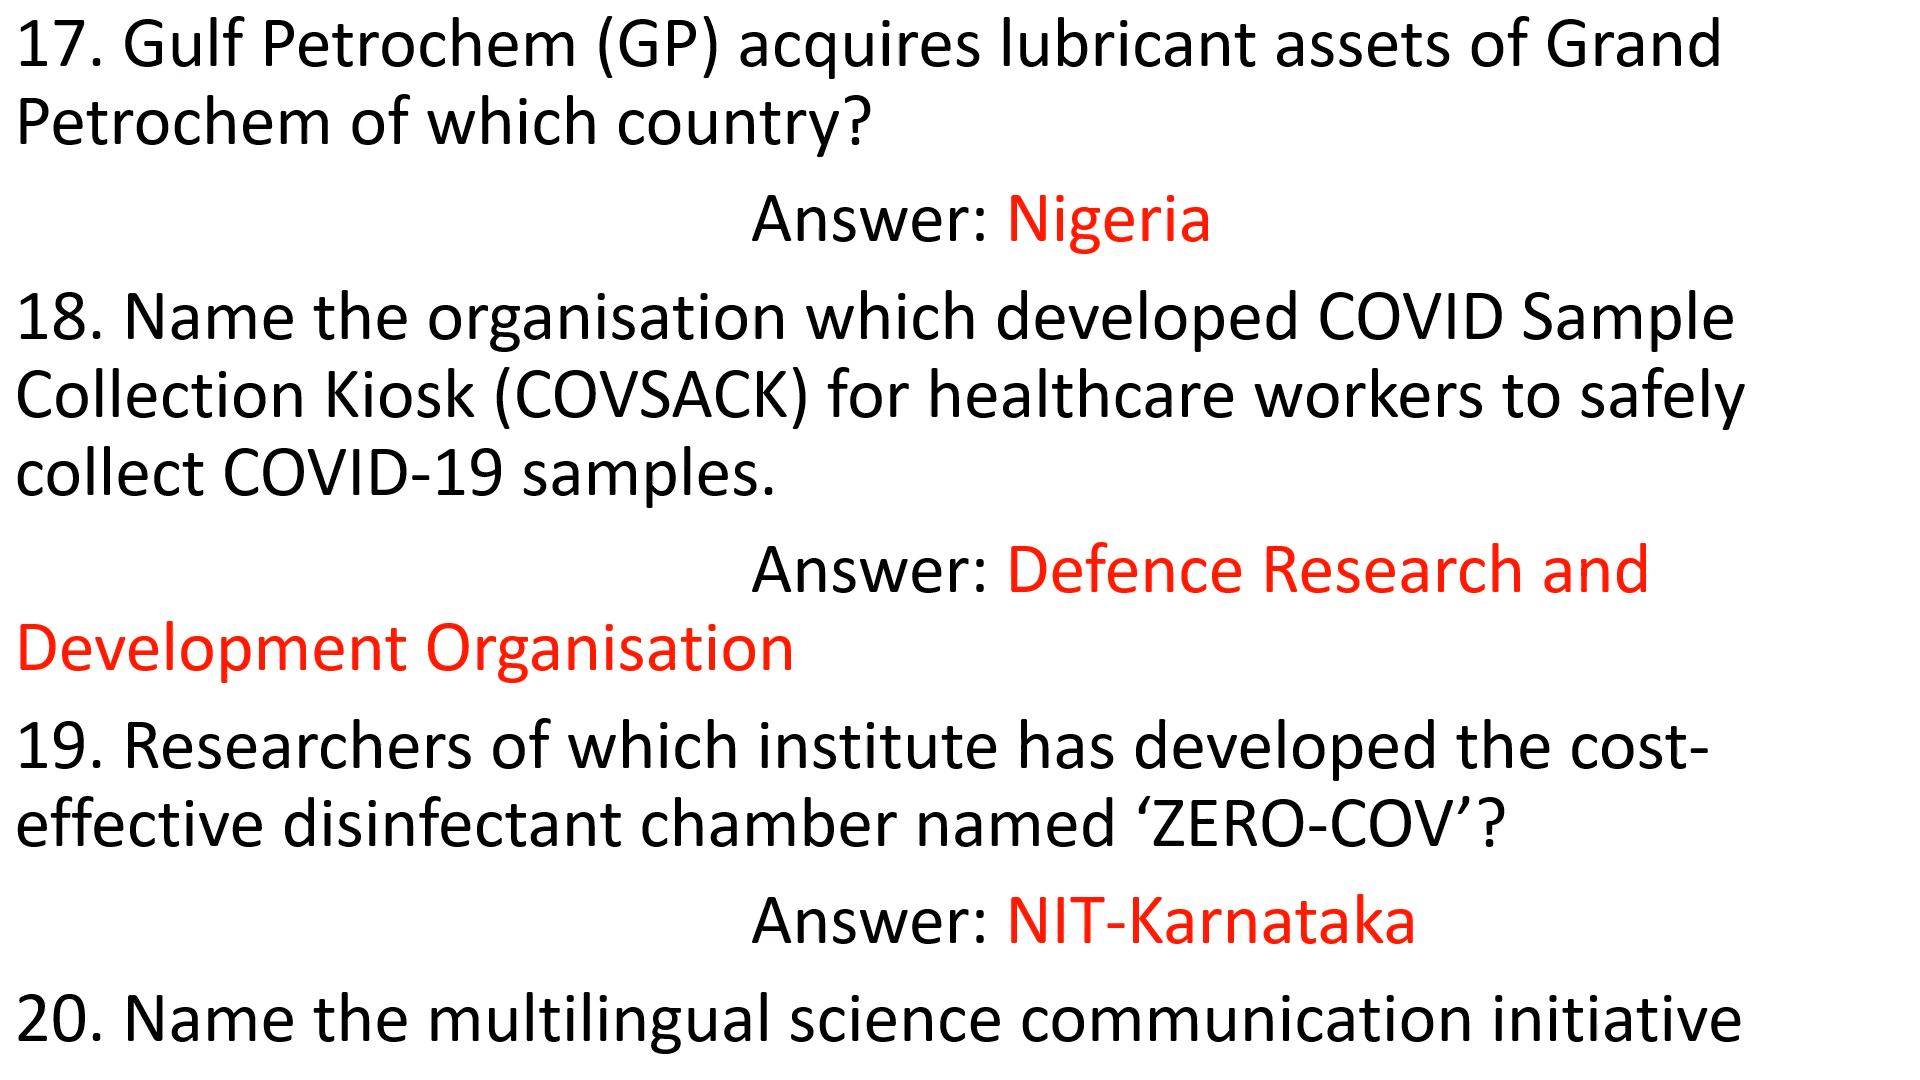 17. Gulf Petrochem (GP) acquires lubricant assets of Grand
Petrochem of which country?
Answer: Nigeria
18. Name the organisation which developed COVID Sample
Collection Kiosk (COVSACK) for healthcare workers to safely
collect COVID-19 samples.
Answer: Defence Research and
Development Organisation
19. Researchers of which institute has developed the cost-
effective disinfectant chamber named ‘ZERO-COV’?
Answer: NIT-Karnataka
20. Name the multilingual science communication initiative